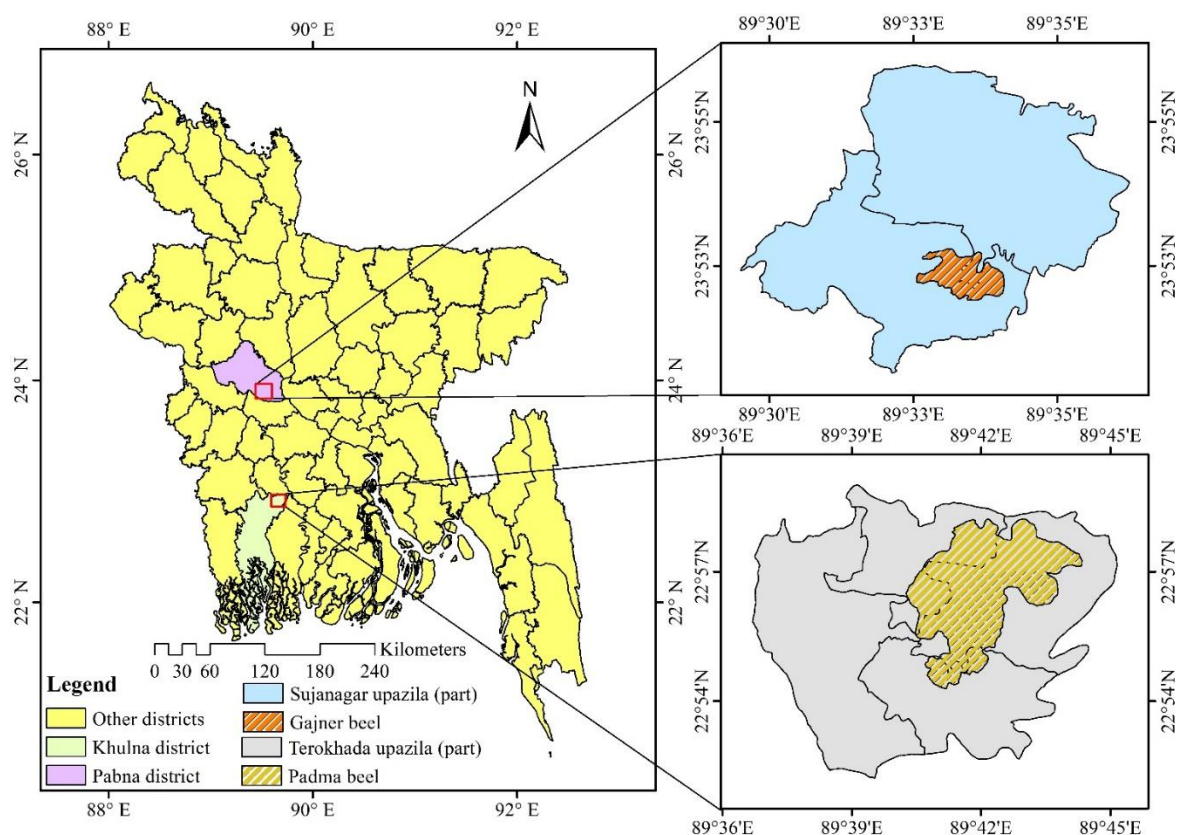 88° E 90° E 92° E
26° N
24° N
22° N
N
26° N
24° N
22° N
88° E 90° E 92° E
0 30 60 120 180 240
Kilometers
Legend
Other districts
Khulna district
Pabna district
Sujanagar upazila (part)
Gajner beel
Terokhada upazila (part)
Padma beel
89°30'E 89°33'E 89°35'E
23°55'N
23°53'N
23°55'N
23°53'N
89°30'E 89°33'E 89°35'E
89°36'E 89°39'E 89°42'E 89°45'E
22°57'N
22°54'N
22°57'N
22°54'N
89°36'E 89°39'E 89°42'E 89°45'E